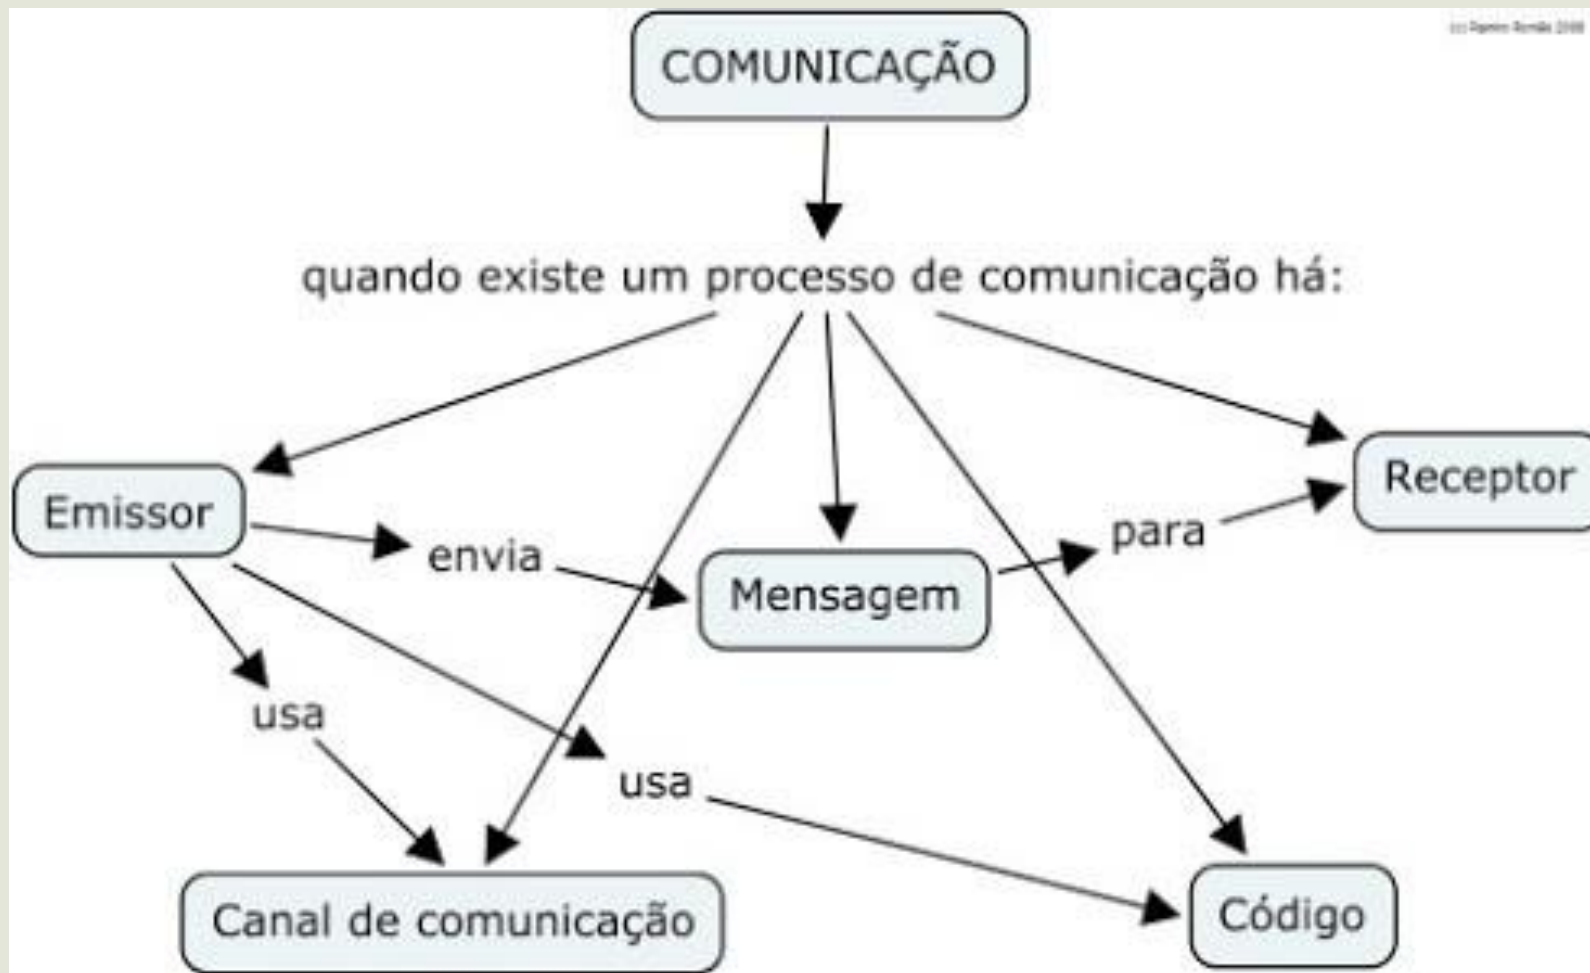 COMUNICAÇÃO
quando existe um processo de comunicação há:
Emissor
envia
Mensagem
para
Receptor
usa
usa
Canal de comunicação
Código